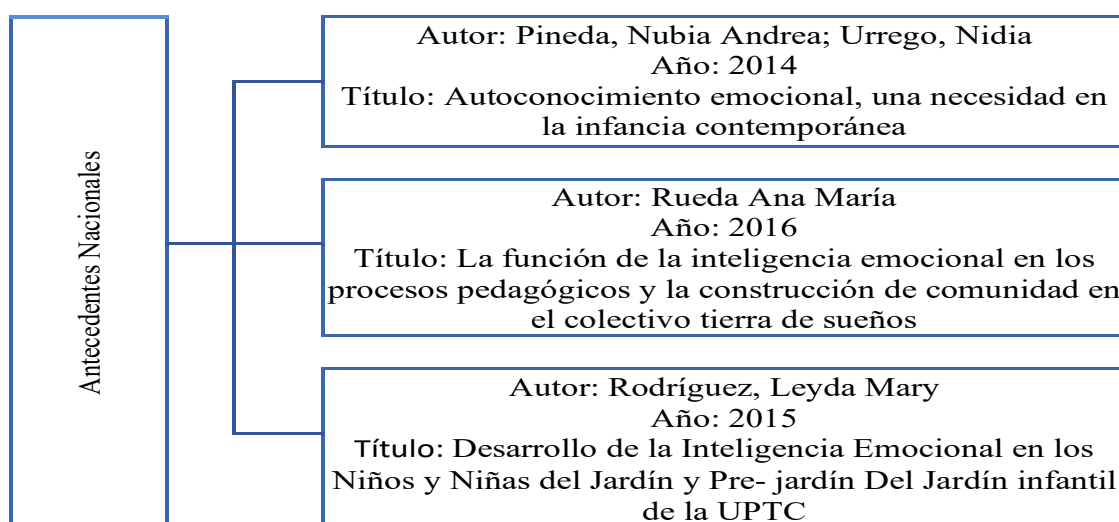 Antecedentes Nacionales
Autor: Pineda, Nubia Andrea; Urrego, Nidia
Año: 2014
Título: Autoconocimiento emocional, una necesidad en
la infancia contemporánea
Autor: Rueda Ana María
Año: 2016
Título: La función de la inteligencia emocional en los
procesos pedagógicos y la construcción de comunidad en
el colectivo tierra de sueños
Autor: Rodríguez, Leyda Mary
Año: 2015
Título: Desarrollo de la Inteligencia Emocional en los
Niños y Niñas del Jardín y Pre- jardín Del Jardín infantil
de la UPTC